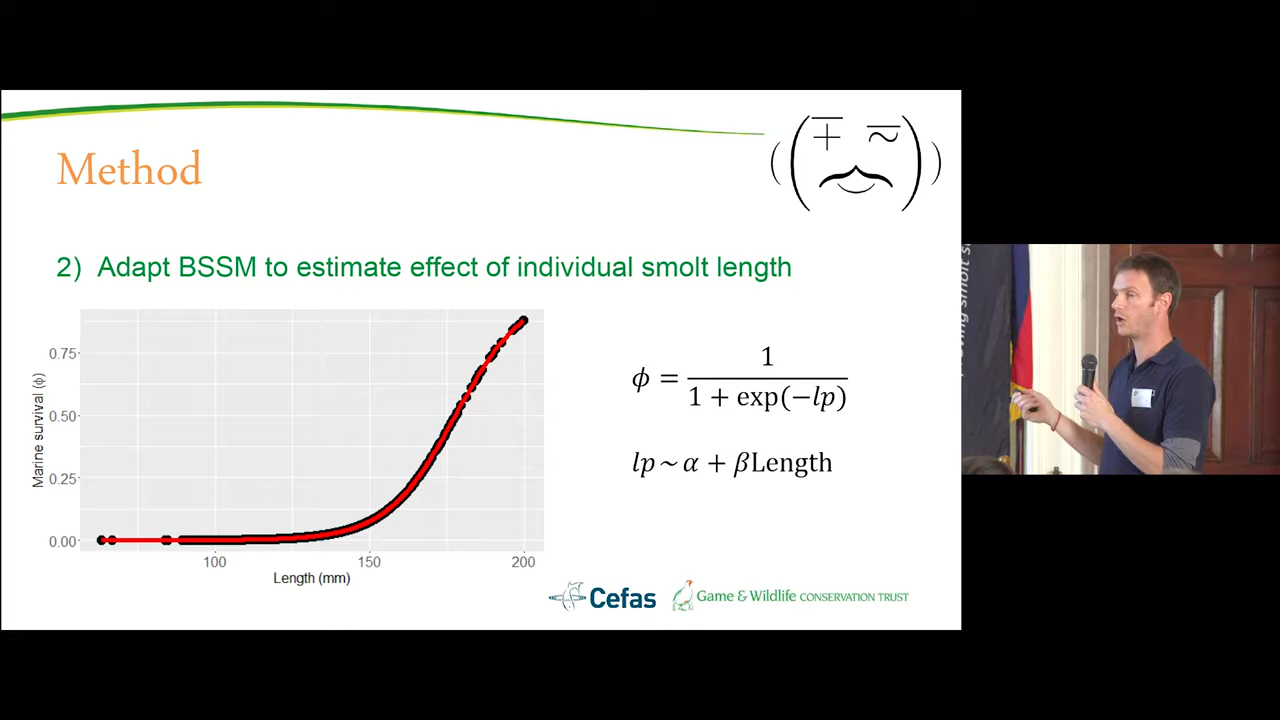 Method
2) Adapt BSSM to estimate effect of individual smolt length
Marine survival (ϕ)
0.75
0.50
0.25
0.00
100 150 200
Length (mm)
ϕ = 1 / (1 + exp(−lp))
lp ~ α + βLength
Cefas
Game & Wildlife CONSERVATION TRUST